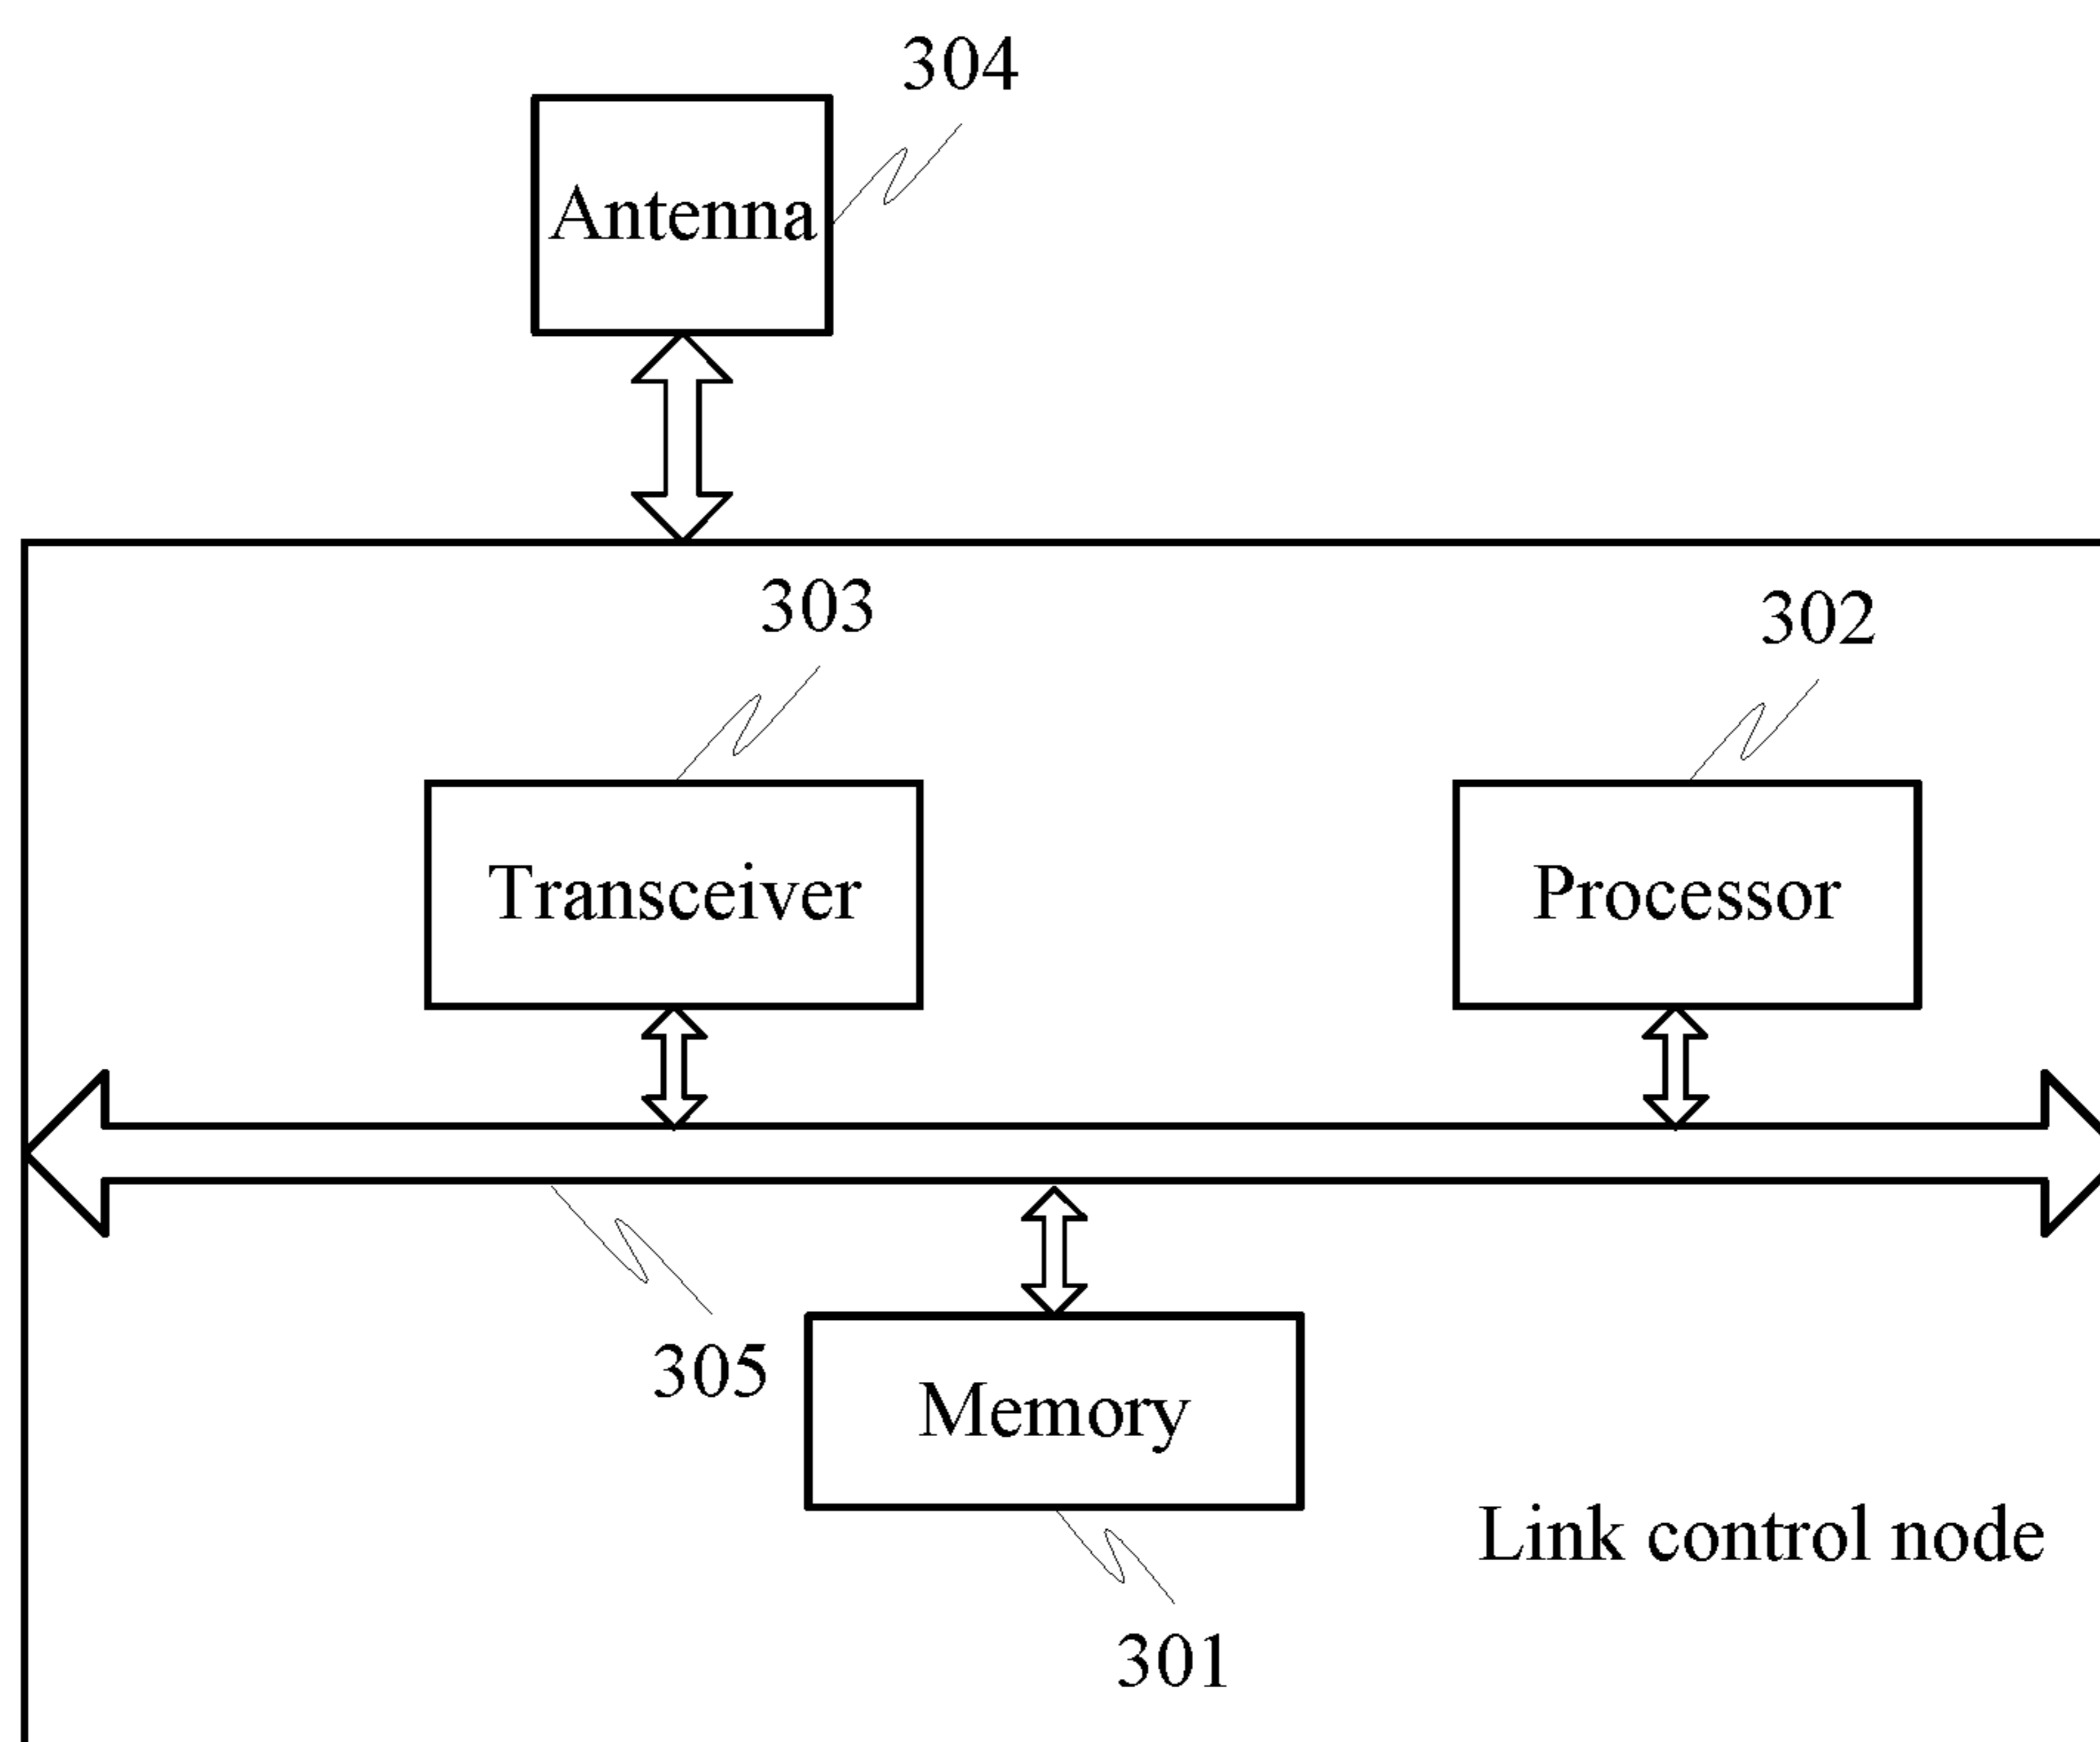 304
Antenna
303
302
Transceiver
Processor
305
Memory
Link control node
301